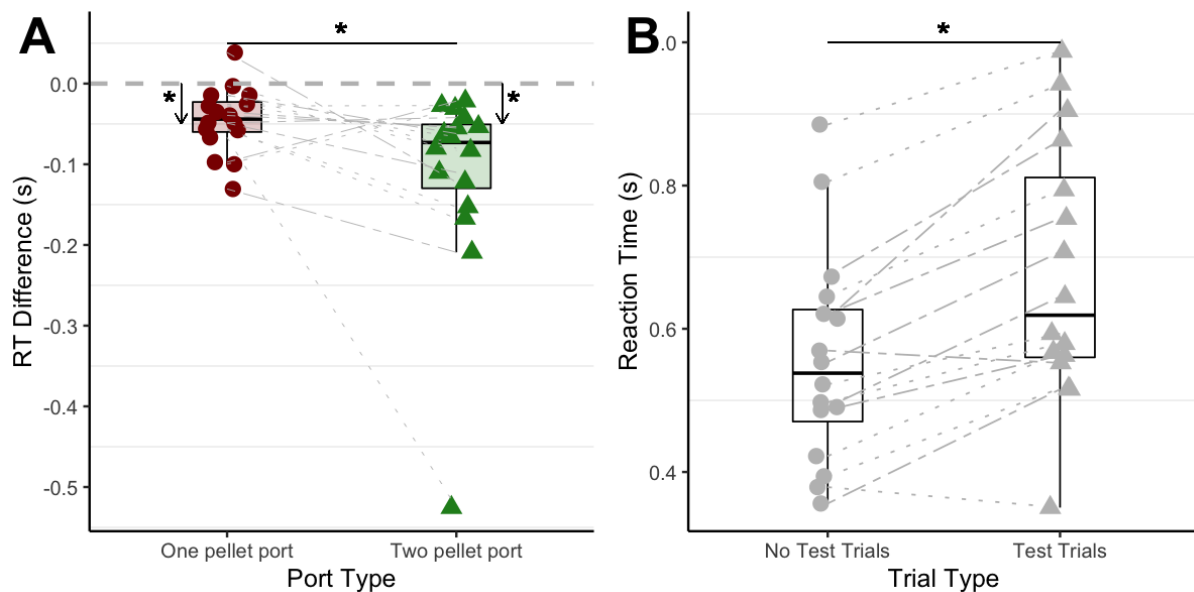 A
*
0.0
*
*
-0.1
-0.2
-0.3
-0.4
-0.5
RT Difference (s)
One pellet port
Two pellet port
Port Type
B
*
.0
0.8
0.6
0.4
Reaction Time (s)
No Test Trials
Test Trials
Trial Type